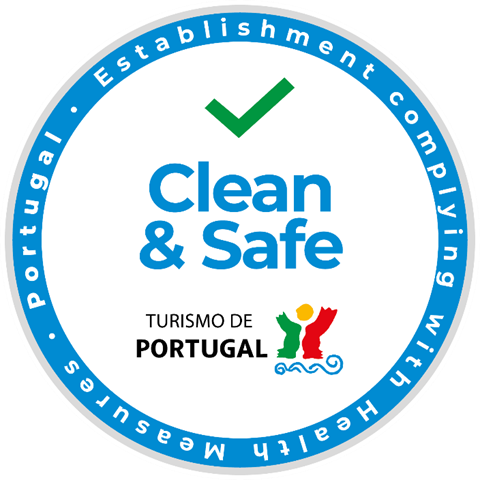 Portugal • Establishment complying with Health Measures •
Clean
& Safe
TURISMO DE
PORTUGAL